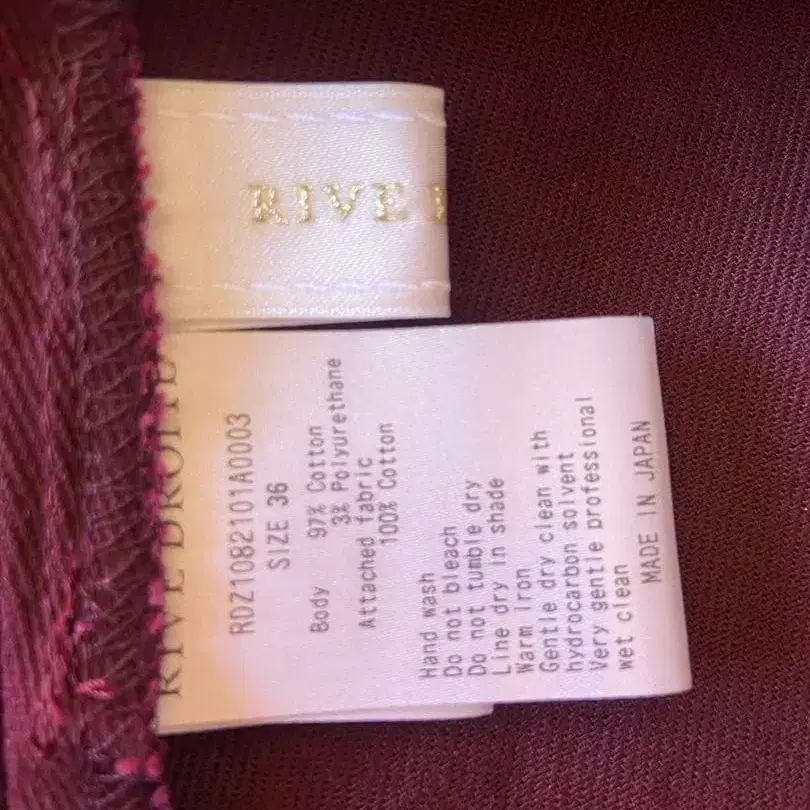 RIVE
RIVE DROITE
RDZ1082101A0003
SIZE 36
Body 97% Cotton
3% Polyurethane
Attached fabric
100% Cotton
Hand wash
Do not bleach
Do not tumble dry
Line dry in shade
Warm iron
Gentle dry clean with
hydrocarbon solvent
Very gentle professional
wet clean
MADE IN JAPAN